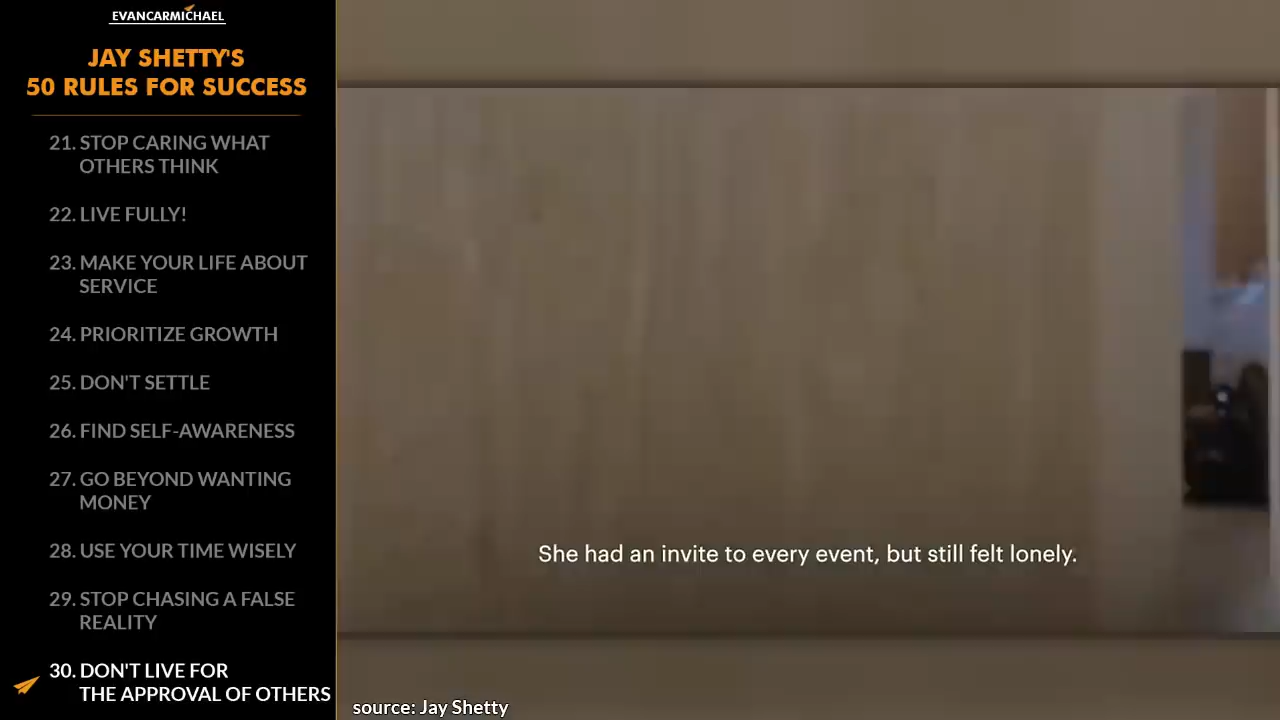 EVANCARMICHAEL
JAY SHETTY'S
50 RULES FOR SUCCESS
21. STOP CARING WHAT
OTHERS THINK
22. LIVE FULLY!
23. MAKE YOUR LIFE ABOUT
SERVICE
24. PRIORITIZE GROWTH
25. DON'T SETTLE
26. FIND SELF-AWARENESS
27. GO BEYOND WANTING
MONEY
28. USE YOUR TIME WISELY
29. STOP CHASING A FALSE
REALITY
30. DON'T LIVE FOR
THE APPROVAL OF OTHERS
She had an invite to every event, but still felt lonely.
source: Jay Shetty